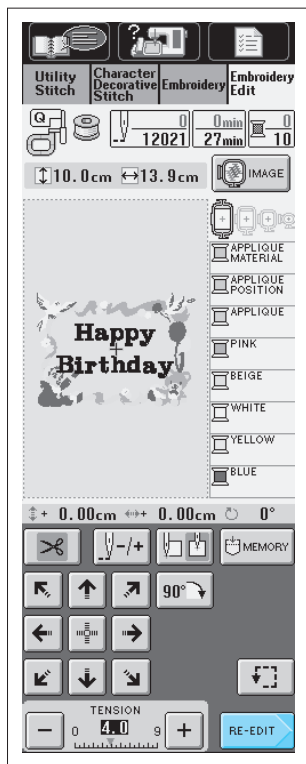 Utility Stitch
Character Decorative Stitch
Embroidery
Embroidery Edit
Q
0
12021
0min
27min
0
10
10.0cm 13.9cm
IMAGE
APPLIQUE MATERIAL
APPLIQUE POSITION
APPLIQUE
PINK
BEIGE
WHITE
YELLOW
BLUE
Happy
Birthday
+ 0.00cm + 0.00cm 0°
-/+
MEMORY
90°
TENSION
- 0 4.0 9 +
RE-EDIT